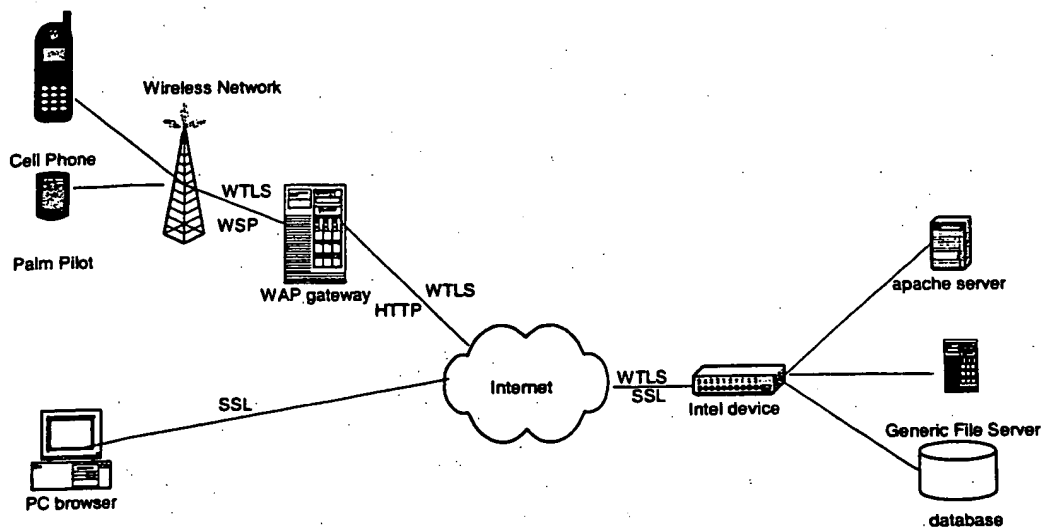 Wireless Network
Cell Phone
WTLS
WSP
Palm Pilot
WAP gateway
WTLS
HTTP
apache server
Internet
WTLS
SSL
Intel device
SSL
Generic File Server
PC browser
database